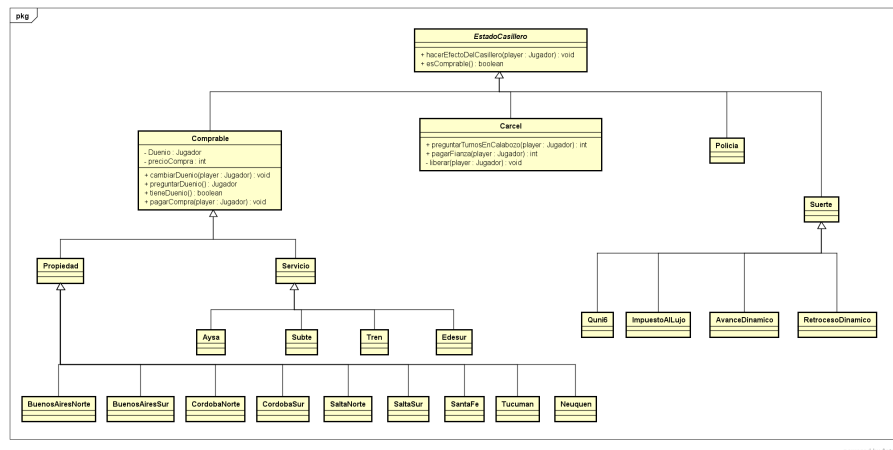 pkg
EstadoCasillero
+ hacerEfectoDelCasillero(player : Jugador) : void
+ esComprable() : boolean
Comprable
- Duenio : Jugador
- precioCompra : int
+ cambiarDuenio(player : Jugador) : void
+ preguntarDuenio() : Jugador
+ tieneDuenio() : boolean
+ pagarCompra(player : Jugador) : void
Carcel
+ preguntarTurnosEnCalabozo(player : Jugador) : int
+ pagarFianza(player : Jugador) : int
- liberar(player : Jugador) : void
Policia
Suerte
Propiedad
Servicio
Quni6
ImpuestoAlLujo
AvanceDinamico
RetrocesoDinamico
Aysa
Subte
Tren
Edesur
BuenosAiresNorte
BuenosAiresSur
CordobaNorte
CordobaSur
SaltaNorte
SaltaSur
SantaFe
Tucuman
Neuquen